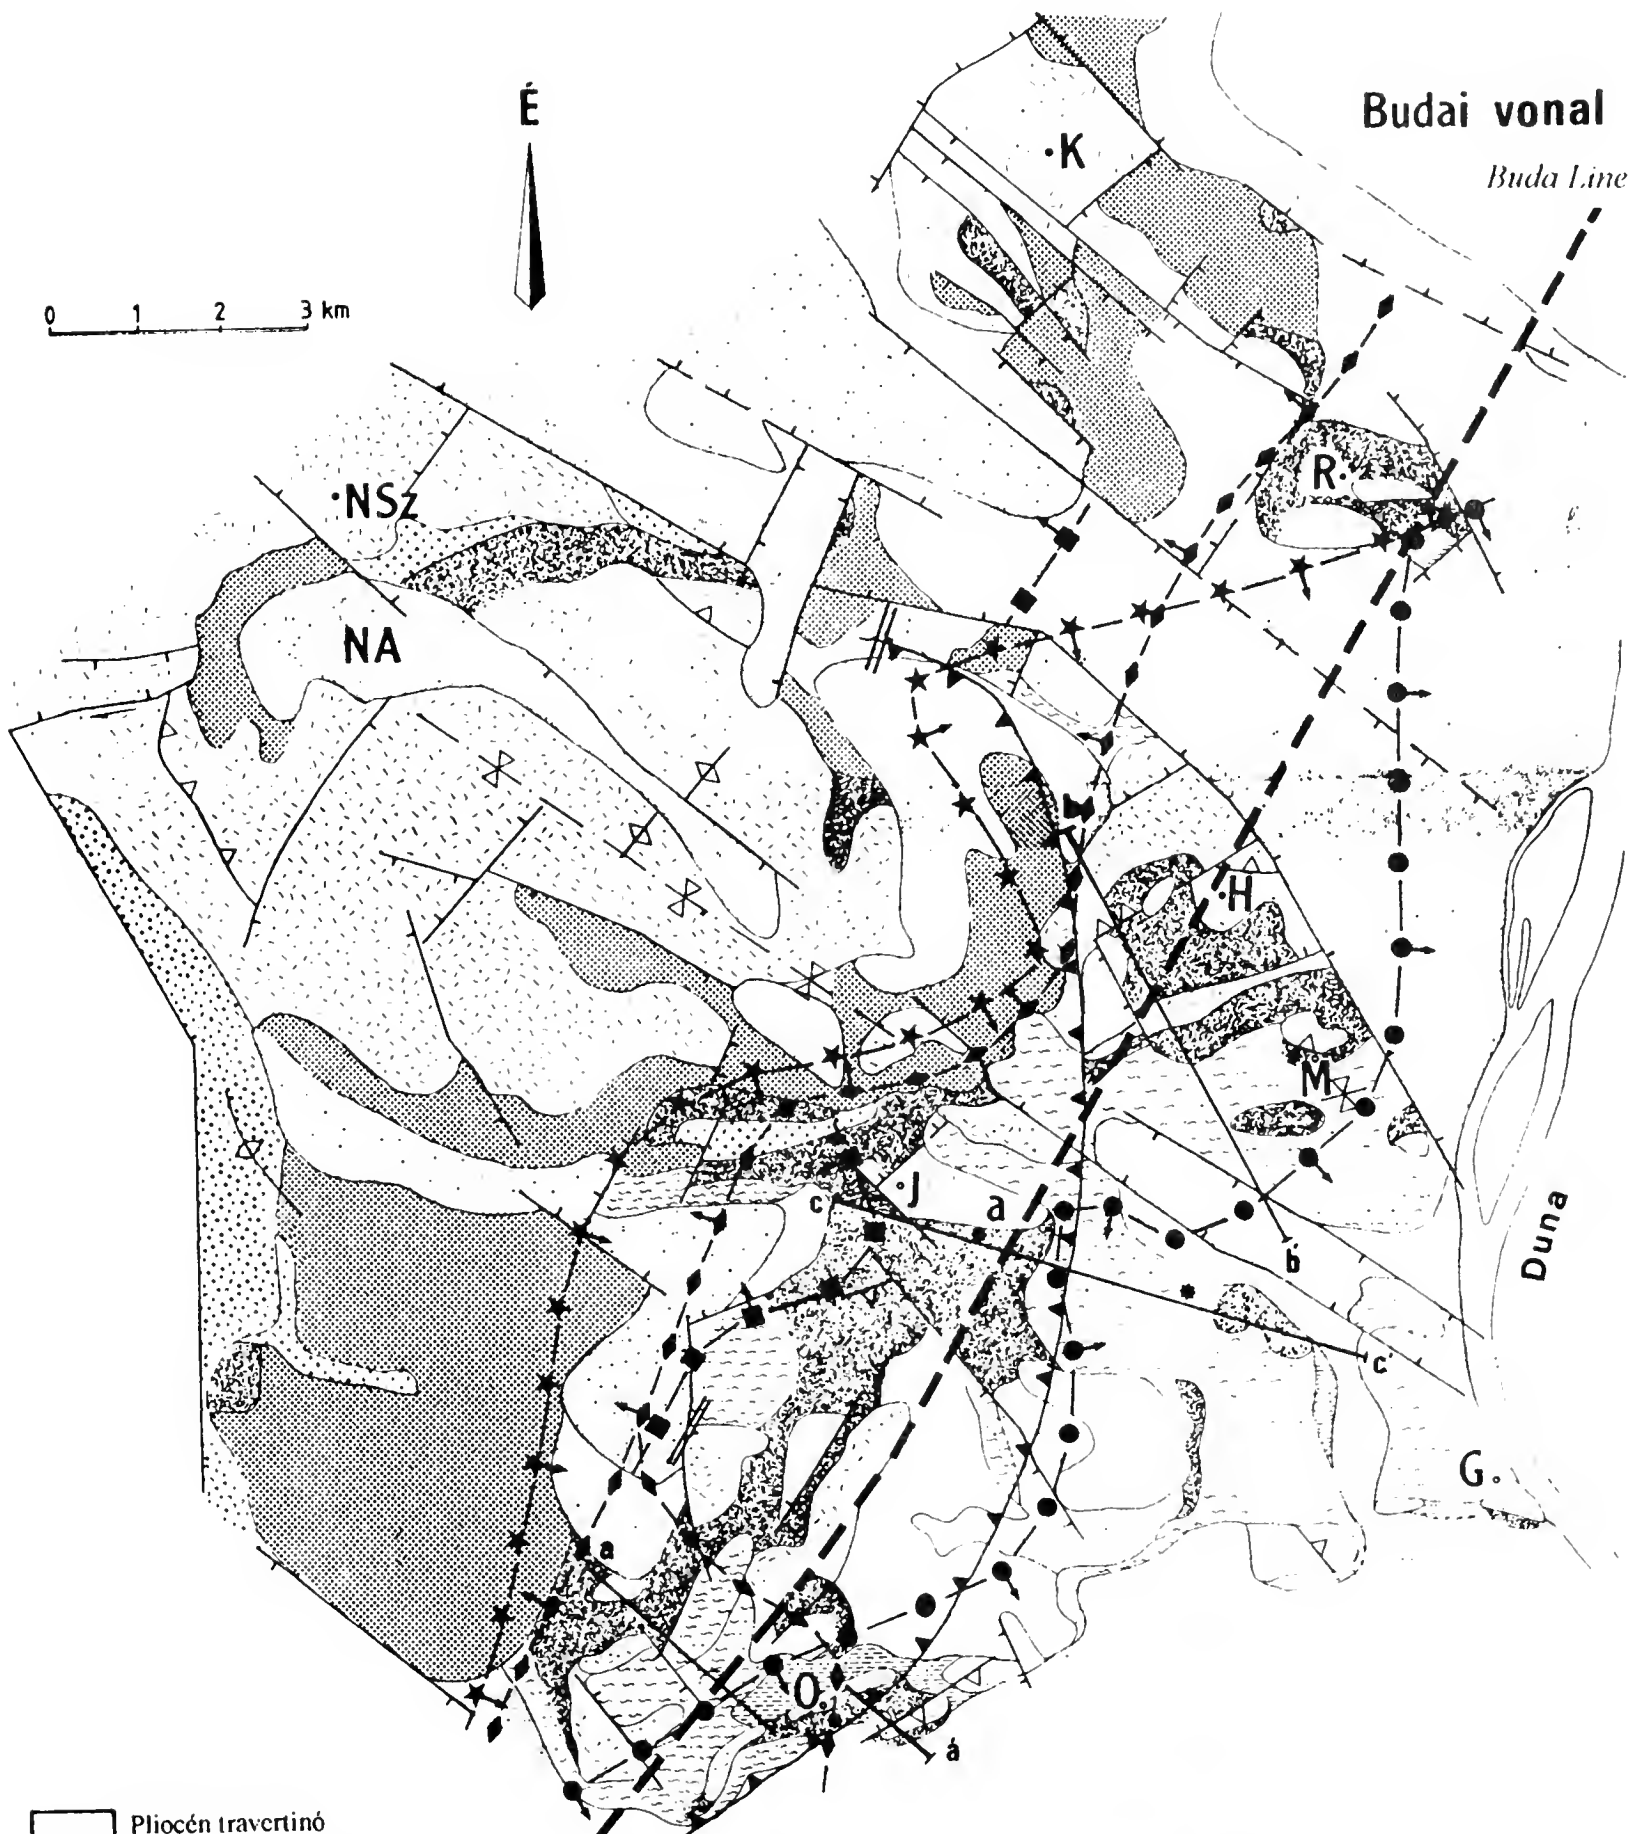 É
Budai vonal
Buda Line
·K
0 1 2 3 km
R.
·NSz
NA
b
·H
M
J
c
a
b́
Duna
c'
G.
a
O.
á
Pliocén travertinó